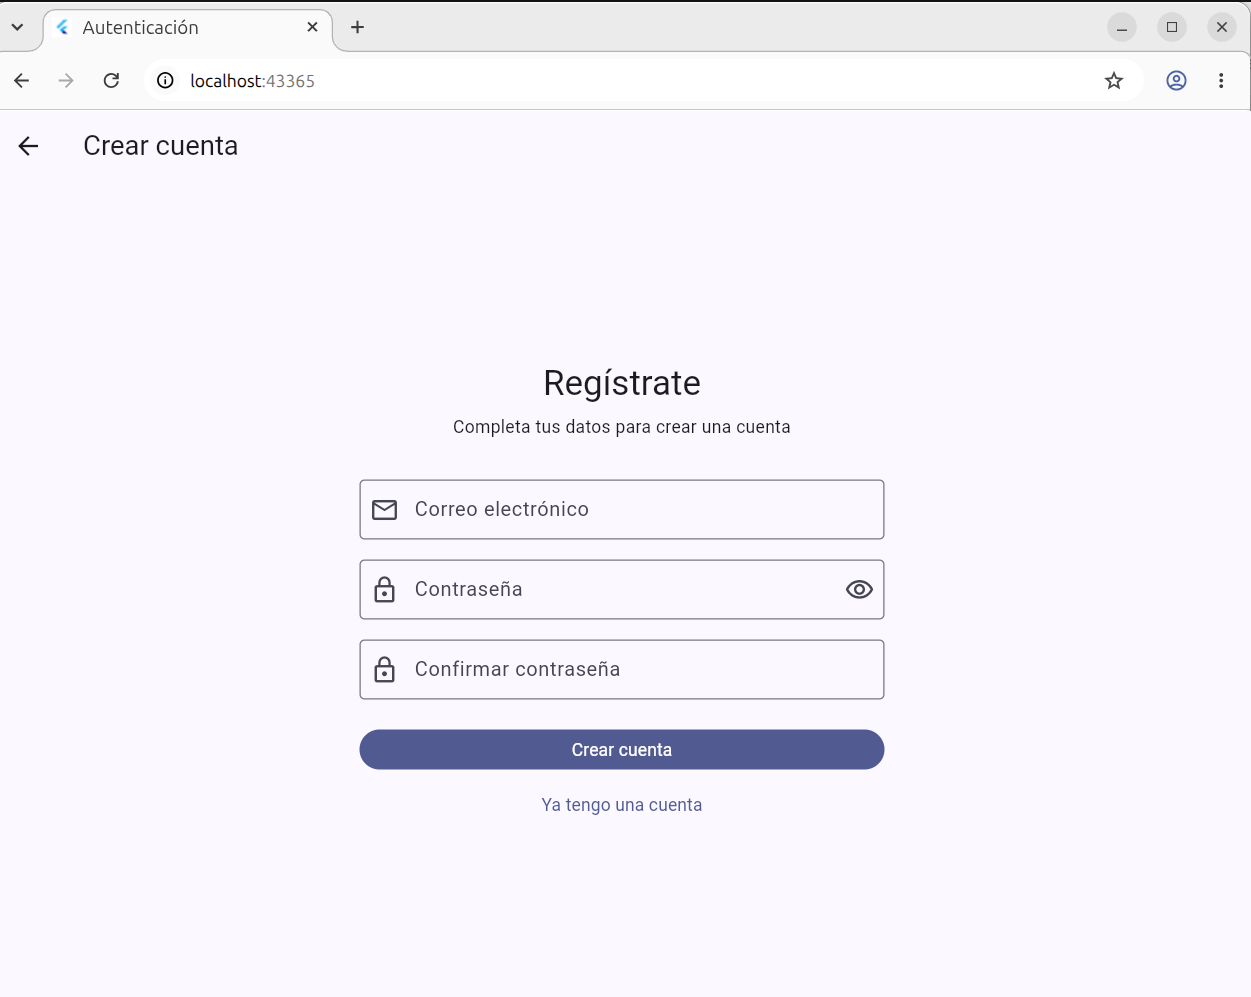 Autenticación
localhost:43365
Crear cuenta
Regístrate
Completa tus datos para crear una cuenta
Correo electrónico
Contraseña
Confirmar contraseña
Crear cuenta
Ya tengo una cuenta